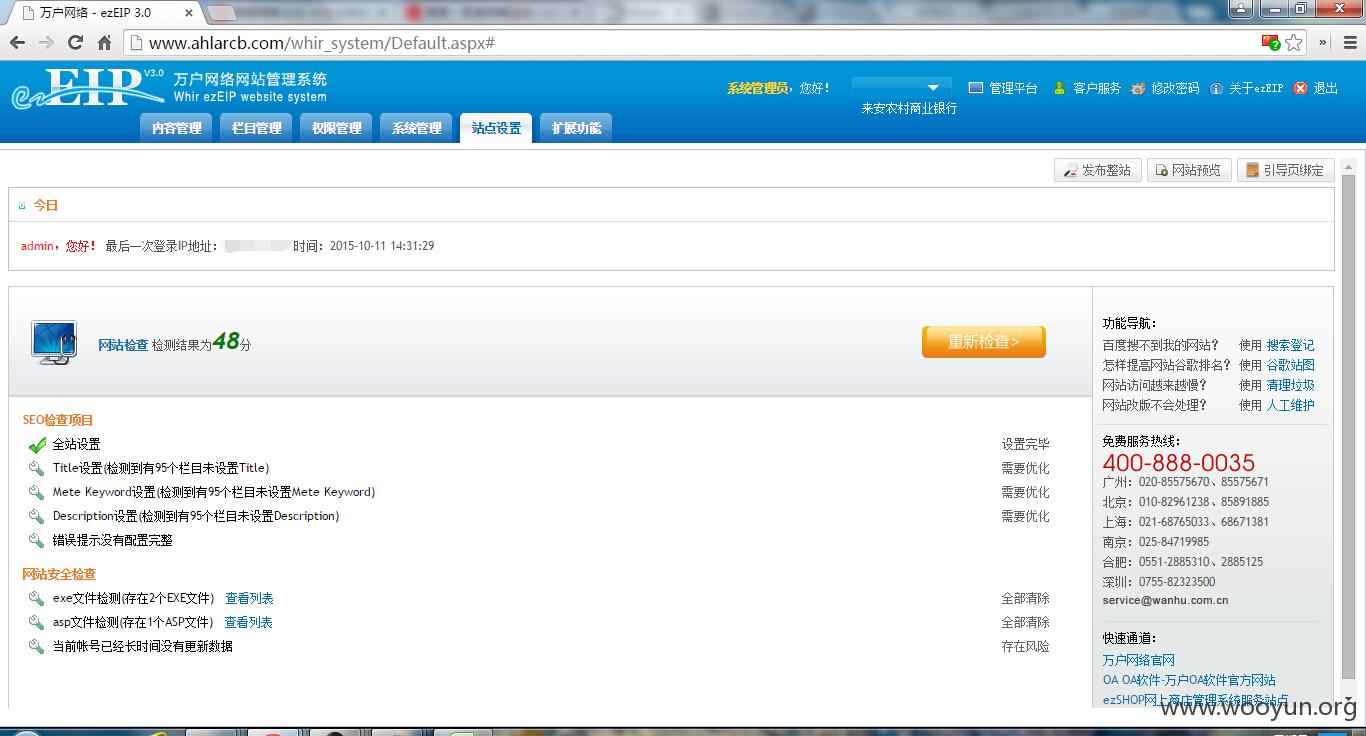 万户网络 - ezEIP 3.0
www.ahlarcb.com/whir_system/Default.aspx#
ezEIP V3.0 万户网络网站管理系统
Whir ezEIP website system
系统管理员，您好！
来安农村商业银行
管理平台 客户服务 修改密码 关于ezEIP 退出
内容管理 栏目管理 权限管理 系统管理 站点设置 扩展功能
发布整站 网站预览 引导页绑定
今日
admin，您好！ 最后一次登录IP地址： 时间：2015-10-11 14:31:29
网站检查 检测结果为48分
重新检查>
SEO检查项目
全站设置 设置完毕
Title设置(检测到有95个栏目未设置Title) 需要优化
Mete Keyword设置(检测到有95个栏目未设置Mete Keyword) 需要优化
Description设置(检测到有95个栏目未设置Description) 需要优化
错误提示没有配置完整
网站安全检查
exe文件检测(存在2个EXE文件) 查看列表 全部清除
asp文件检测(存在1个ASP文件) 查看列表 全部清除
当前帐号已经长时间没有更新数据 存在风险
功能导航：
百度搜不到我的网站？ 使用 搜索登记
怎样提高网站谷歌排名？ 使用 谷歌站图
网站访问越来越慢？ 使用 清理垃圾
网站改版不会处理？ 使用 人工维护
免费服务热线：
400-888-0035
广州：020-85575670、85575671
北京：010-82961238、85891885
上海：021-68765033、68671381
南京：025-84719985
合肥：0551-2885310、2885125
深圳：0755-82323500
service@wanhu.com.cn
快速通道：
万户网络官网
OA OA软件-万户OA软件官方网站
ezSHOP网上商店管理系统服务站点
www.wooyun.org